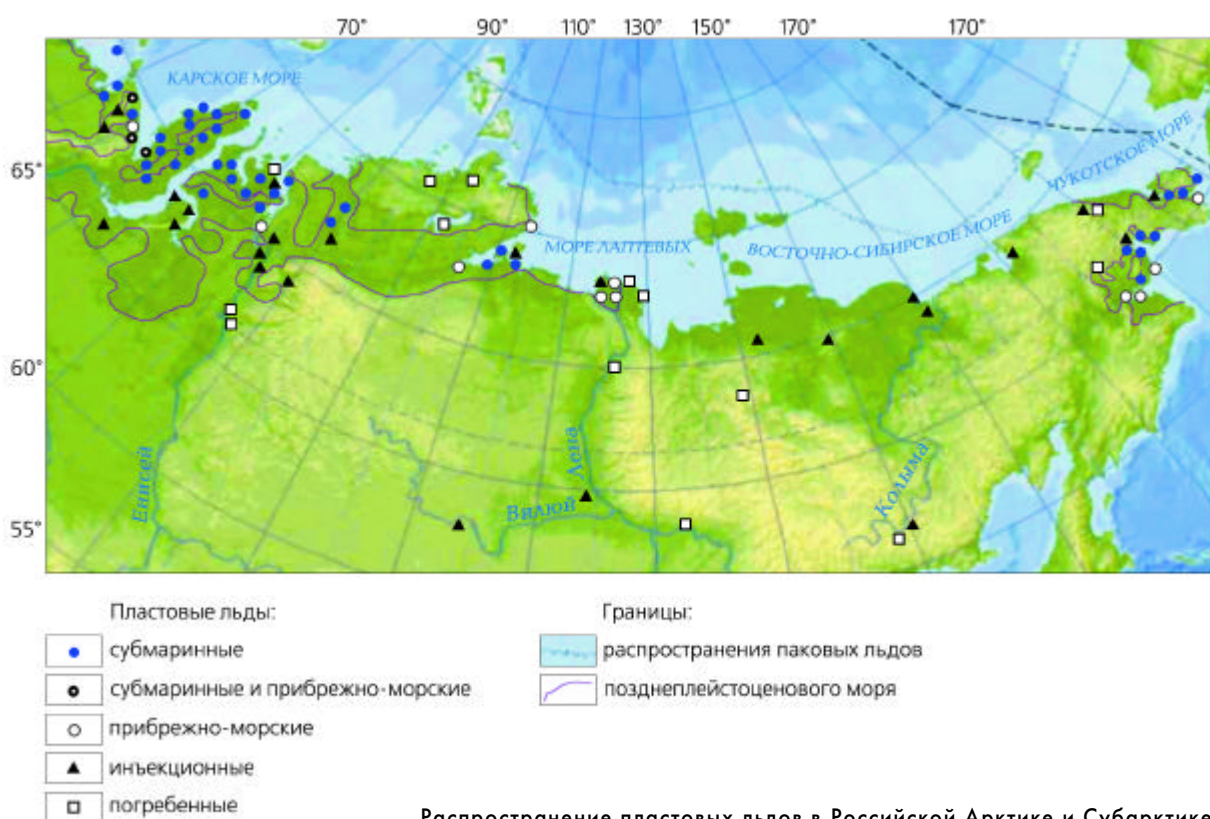 70° 90° 110° 130° 150° 170° 170°
КАРСКОЕ МОРЕ
ЧУКОТСКОЕ МОРЕ
65°
МОРЕ ЛАПТЕВЫХ
ВОСТОЧНО-СИБИРСКОЕ МОРЕ
60°
Енисей
Лена
Вилюй
Колыма
55°
Пластовые льды:
субмаринные
субмаринные и прибрежно-морские
прибрежно-морские
инъекционные
погребенные
Границы:
распространения паковых льдов
позднеплейстоценового моря
Распространение пластовых льдов в Российской Арктике и Субарктике